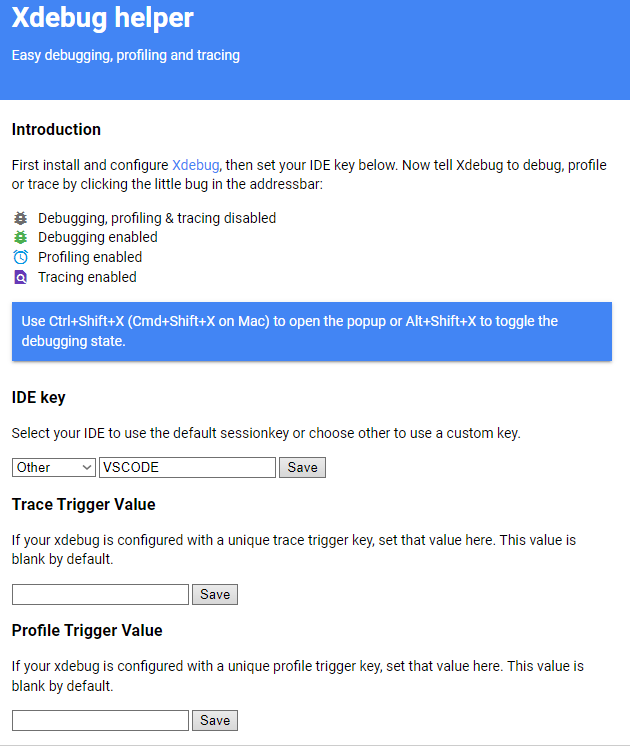 Xdebug helper
Easy debugging, profiling and tracing
Introduction
First install and configure Xdebug, then set your IDE key below. Now tell Xdebug to debug, profile
or trace by clicking the little bug in the addressbar:
Debugging, profiling & tracing disabled
Debugging enabled
Profiling enabled
Tracing enabled
Use Ctrl+Shift+X (Cmd+Shift+X on Mac) to open the popup or Alt+Shift+X to toggle the
debugging state.
IDE key
Select your IDE to use the default sessionkey or choose other to use a custom key.
Other VSCODE Save
Trace Trigger Value
If your xdebug is configured with a unique trace trigger key, set that value here. This value is
blank by default.
Save
Profile Trigger Value
If your xdebug is configured with a unique profile trigger key, set that value here. This value is
blank by default.
Save